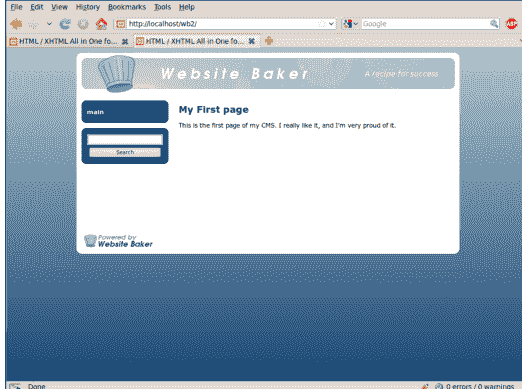 File Edit View History Bookmarks Tools Help
http://localhost/wb2/
Google
HTML / XHTML All in One fo... HTML / XHTML All in One fo...
Website Baker
A recipe for success
main
My First page
This is the first page of my CMS. I really like it, and I'm very proud of it.
Search
Powered by
Website Baker
Done
0 errors / 0 warnings